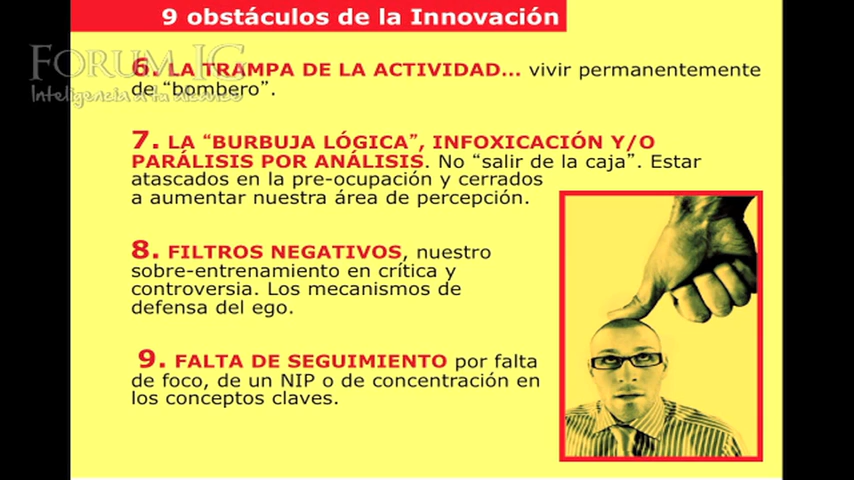 9 obstáculos de la Innovación
FORUM IG
Inteligencia a tu alcance
6. LA TRAMPA DE LA ACTIVIDAD... vivir permanentemente
de “bombero”.
7. LA “BURBUJA LÓGICA”, INFOXICACIÓN Y/O
PARÁLISIS POR ANÁLISIS. No “salir de la caja”. Estar
atascados en la pre-ocupación y cerrados
a aumentar nuestra área de percepción.
8. FILTROS NEGATIVOS, nuestro
sobre-entrenamiento en crítica y
controversia. Los mecanismos de
defensa del ego.
9. FALTA DE SEGUIMIENTO por falta
de foco, de un NIP o de concentración en
los conceptos claves.